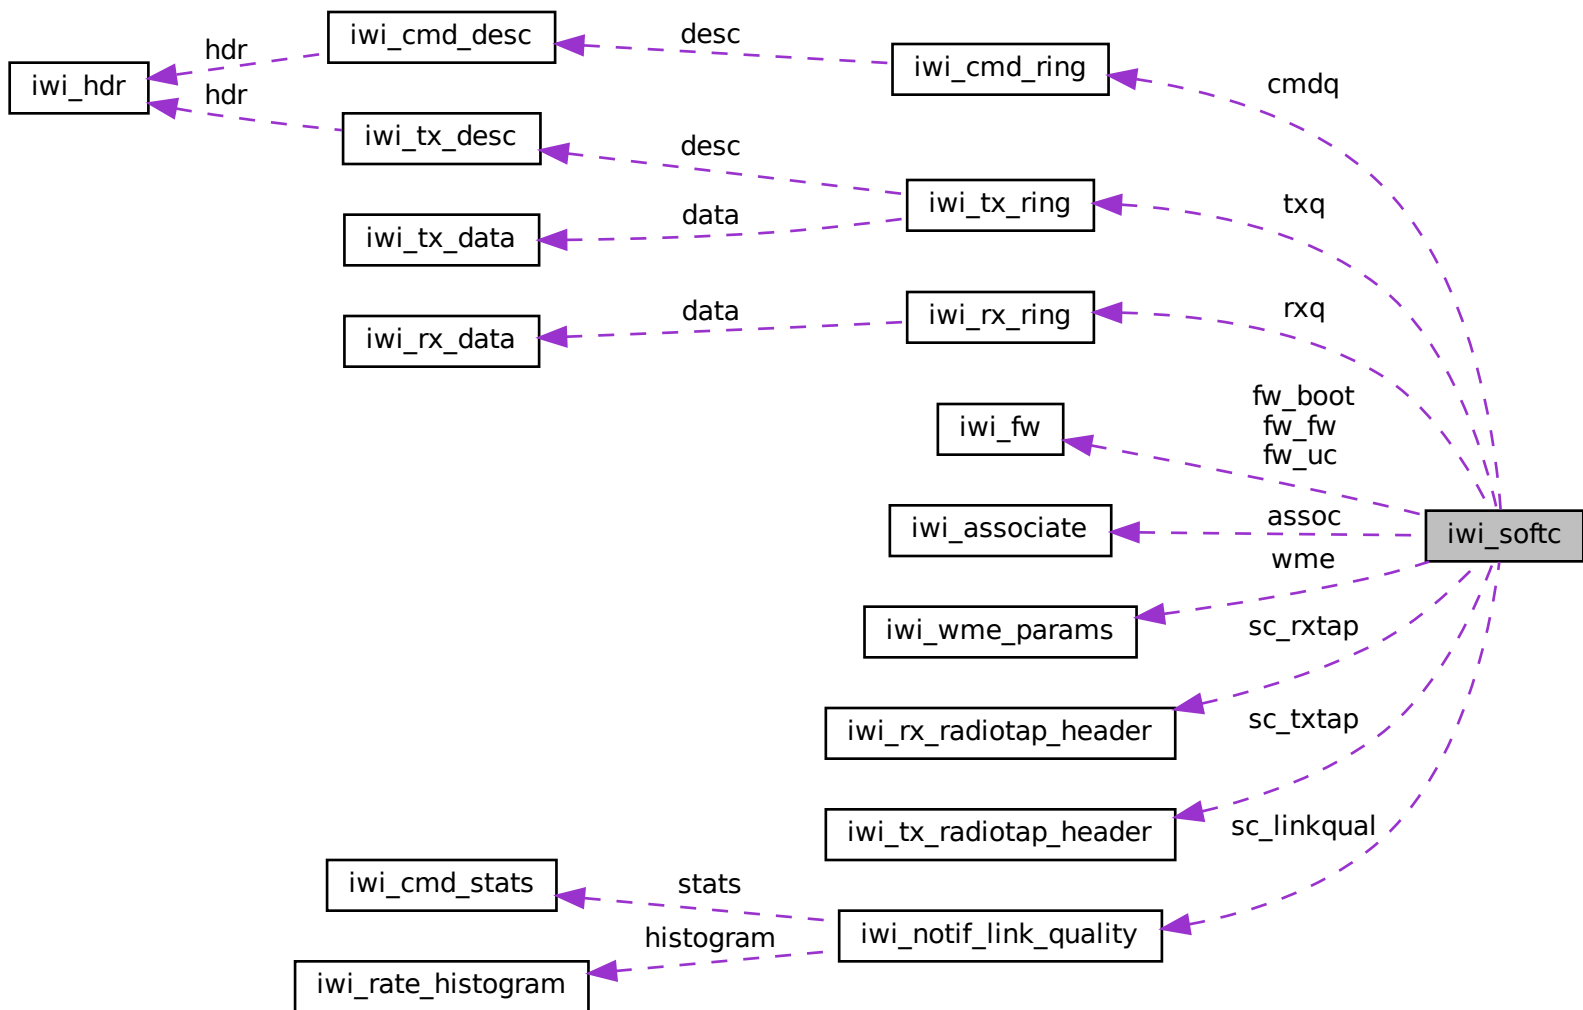 iwi_cmd_desc
desc
hdr
iwi_cmd_ring
iwi_hdr
cmdq
hdr
iwi_tx_desc
desc
iwi_tx_ring
txq
data
iwi_tx_data
data
iwi_rx_ring
rxq
iwi_rx_data
fw_boot
fw_fw
fw_uc
iwi_fw
assoc
iwi_associate
iwi_softc
wme
iwi_wme_params
sc_rxtap
iwi_rx_radiotap_header
sc_txtap
iwi_tx_radiotap_header
sc_linkqual
iwi_cmd_stats
stats
iwi_notif_link_quality
histogram
iwi_rate_histogram